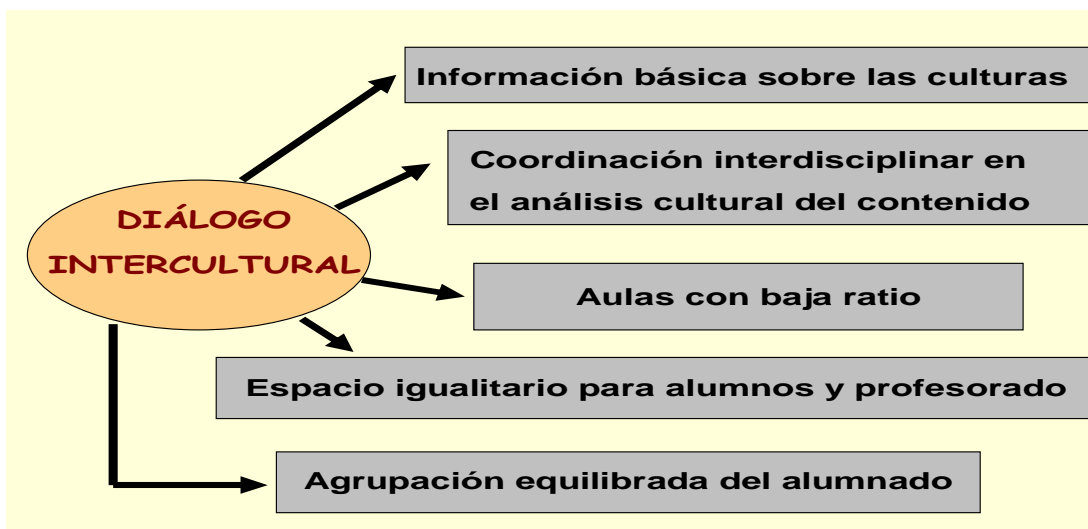 Información básica sobre las culturas
Coordinación interdisciplinar en
el análisis cultural del contenido
DIÁLOGO
INTERCULTURAL
Aulas con baja ratio
Espacio igualitario para alumnos y profesorado
Agrupación equilibrada del alumnado